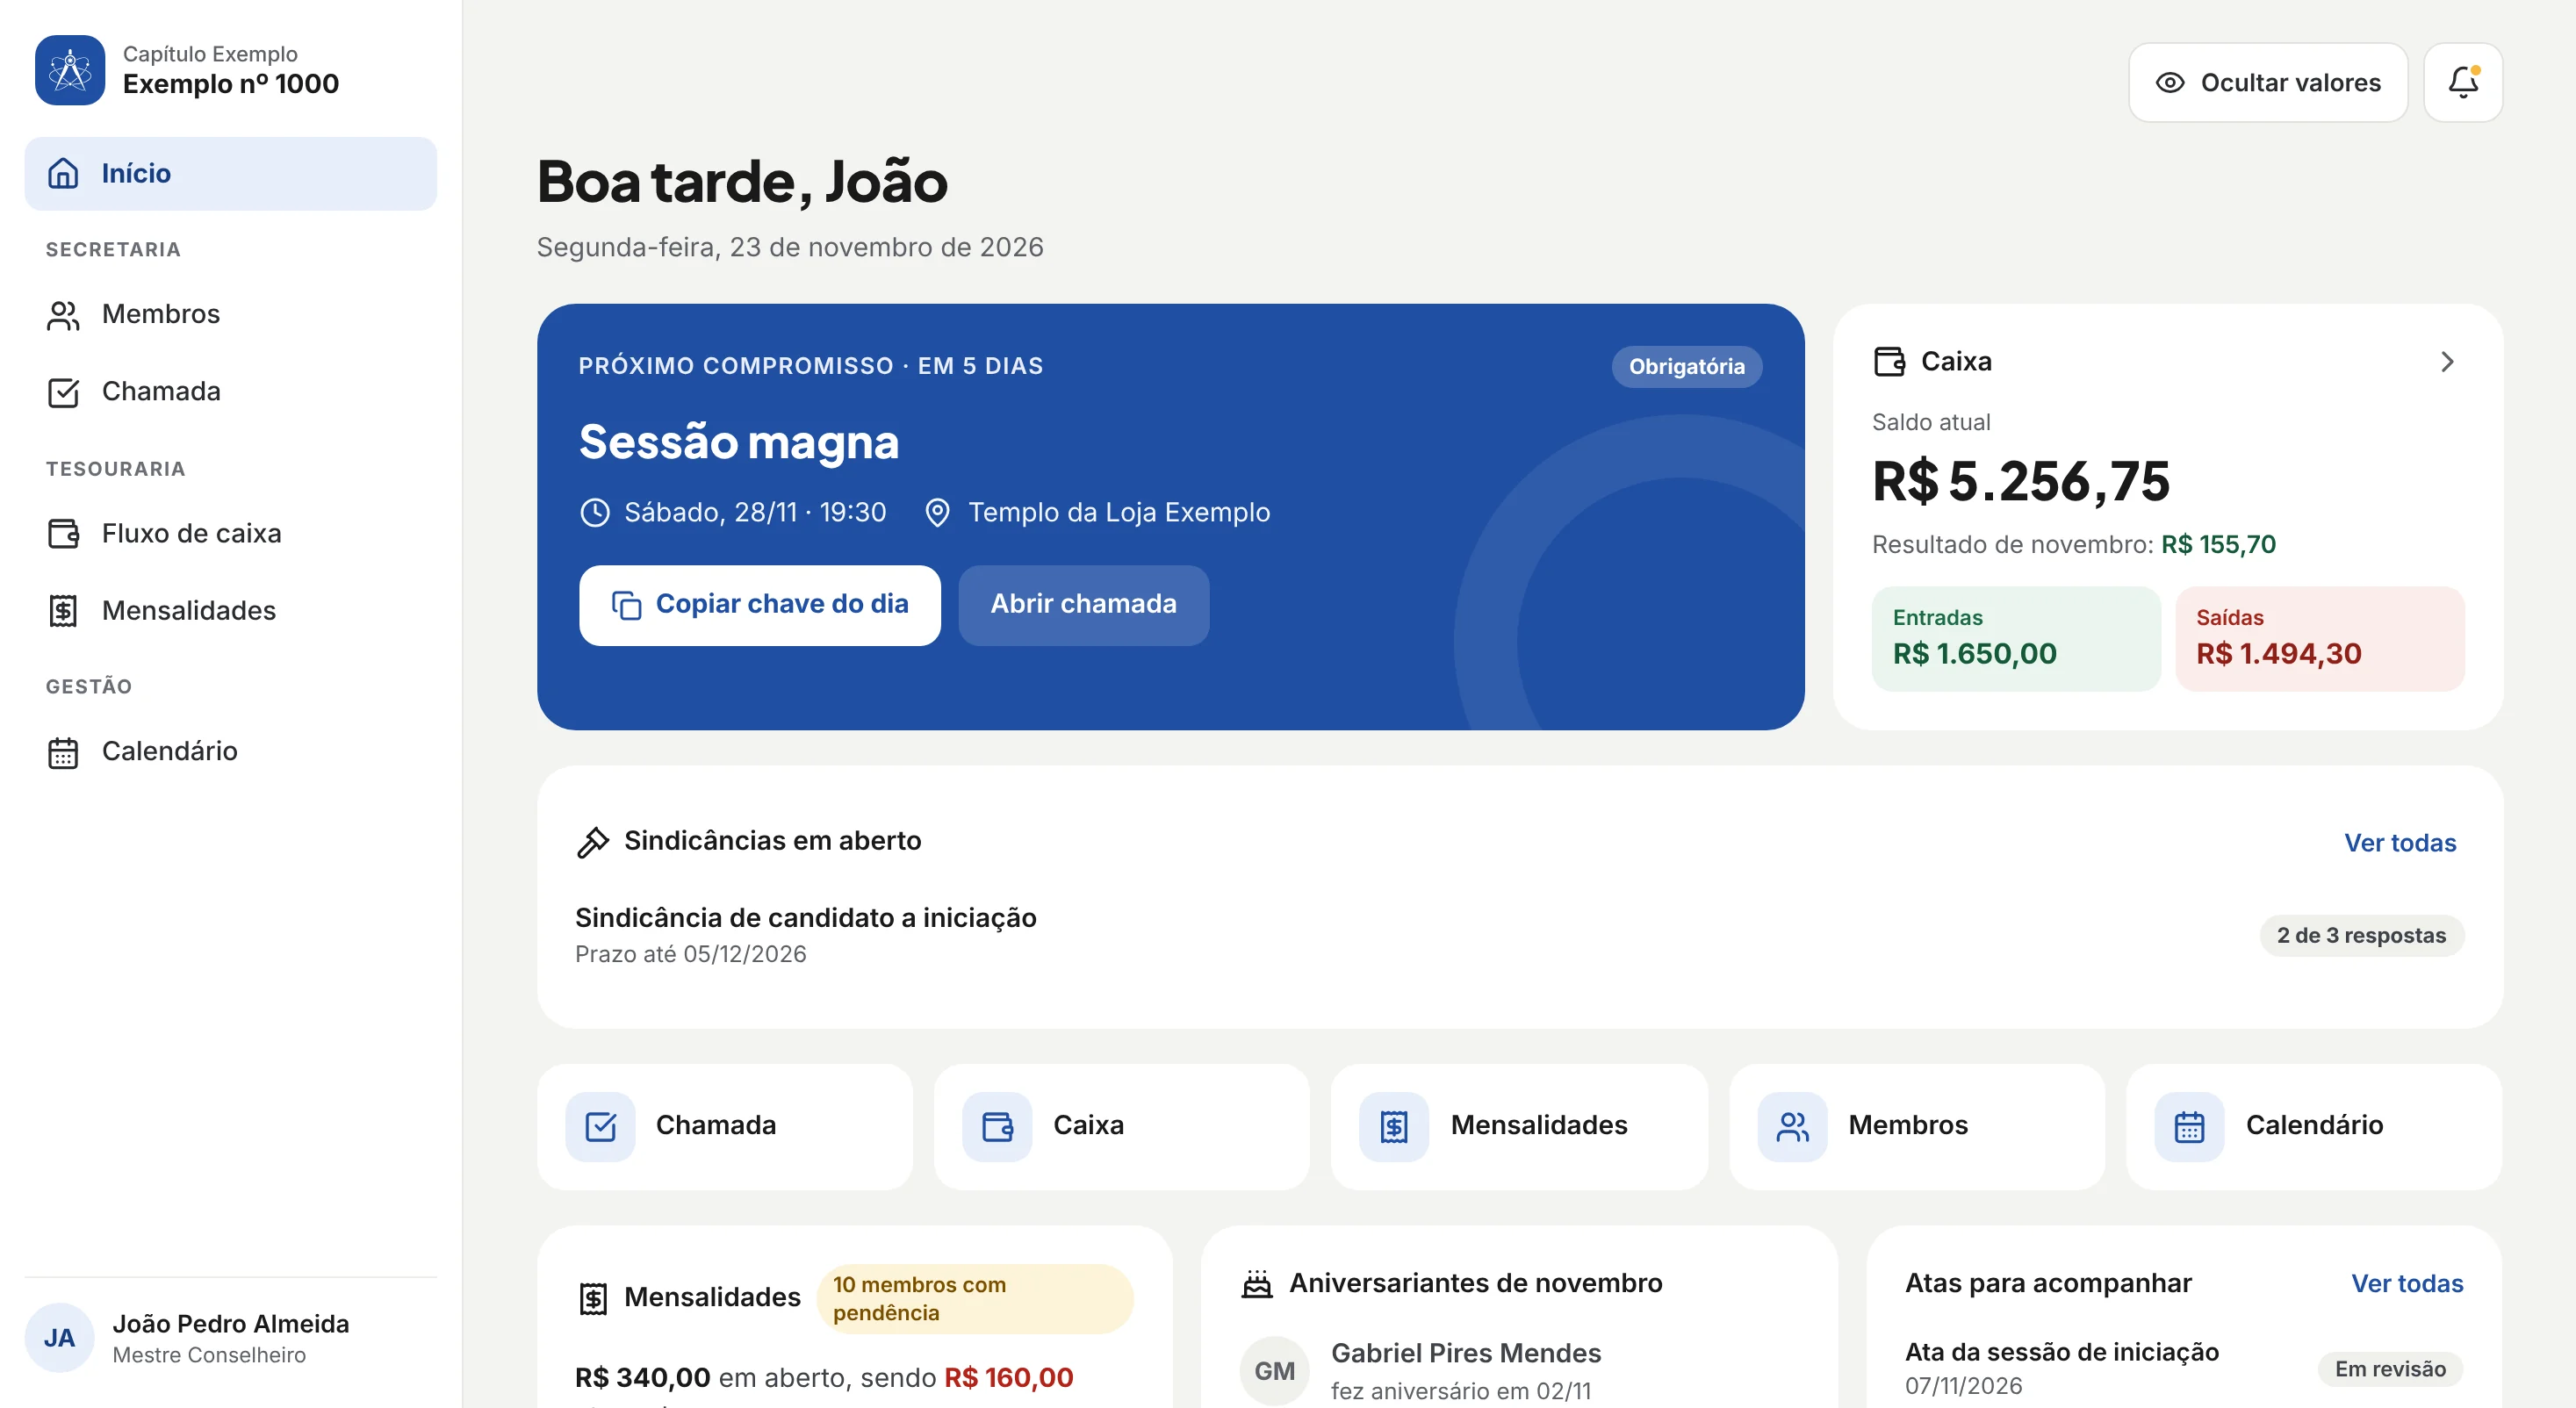 Capítulo Exemplo
Exemplo nº 1000
Início
SECRETARIA
Membros
Chamada
TESOURARIA
Fluxo de caixa
Mensalidades
GESTÃO
Calendário
JA
João Pedro Almeida
Mestre Conselheiro
Ocultar valores
Boa tarde, João
Segunda-feira, 23 de novembro de 2026
PRÓXIMO COMPROMISSO · EM 5 DIAS
Obrigatória
Sessão magna
Sábado, 28/11 · 19:30
Templo da Loja Exemplo
Copiar chave do dia
Abrir chamada
Caixa
Saldo atual
R$ 5.256,75
Resultado de novembro: R$ 155,70
Entradas
R$ 1.650,00
Saídas
R$ 1.494,30
Sindicâncias em aberto
Ver todas
Sindicância de candidato a iniciação
Prazo até 05/12/2026
2 de 3 respostas
Chamada
Caixa
Mensalidades
Membros
Calendário
Mensalidades
10 membros com
pendência
R$ 340,00 em aberto, sendo R$ 160,00
Aniversariantes de novembro
GM
Gabriel Pires Mendes
fez aniversário em 02/11
Atas para acompanhar
Ver todas
Ata da sessão de iniciação
07/11/2026
Em revisão